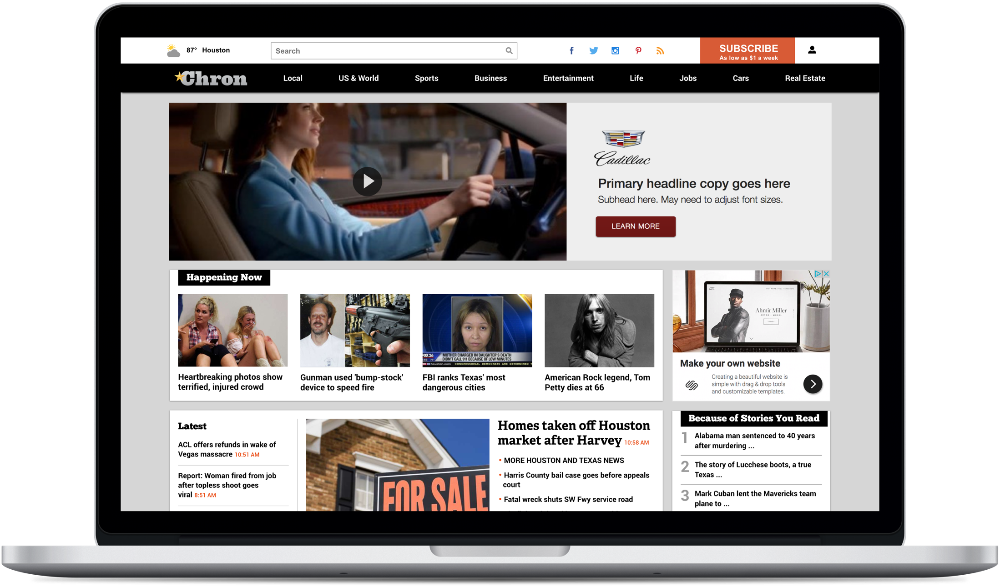 87° Houston
Search
SUBSCRIBE
As low as $1 a week
Chron
Local
US & World
Sports
Business
Entertainment
Life
Jobs
Cars
Real Estate
Cadillac
Primary headline copy goes here
Subhead here. May need to adjust font sizes.
LEARN MORE
Happening Now
FOX 26
MOTHER CHARGED IN DAUGHTER'S DEATH
DIDN'T CALL 911 BECAUSE OF LOW MINUTES
houston.com CONGRESSIONAL DEMOCRATS ARE DETERMINED T
Heartbreaking photos show
terrified, injured crowd
Gunman used 'bump-stock'
device to speed fire
FBI ranks Texas' most
dangerous cities
American Rock legend, Tom
Petty dies at 66
am
Ahmir Miller
ACTOR + MODEL
Make your own website
Creating a beautiful website is
simple with drag & drop tools
and customizable templates.
Latest
ACL offers refunds in wake of
Vegas massacre 10:51 AM
Report: Woman fired from job
after topless shoot goes
viral 8:51 AM
FOR SALE
Homes taken off Houston
market after Harvey 10:58 AM
• MORE HOUSTON AND TEXAS NEWS
• Harris County bail case goes before appeals
court
• Fatal wreck shuts SW Fwy service road
Because of Stories You Read
1 Alabama man sentenced to 40 years
after murdering ...
2 The story of Lucchese boots, a true
Texas ...
3 Mark Cuban lent the Mavericks team
plane to ...